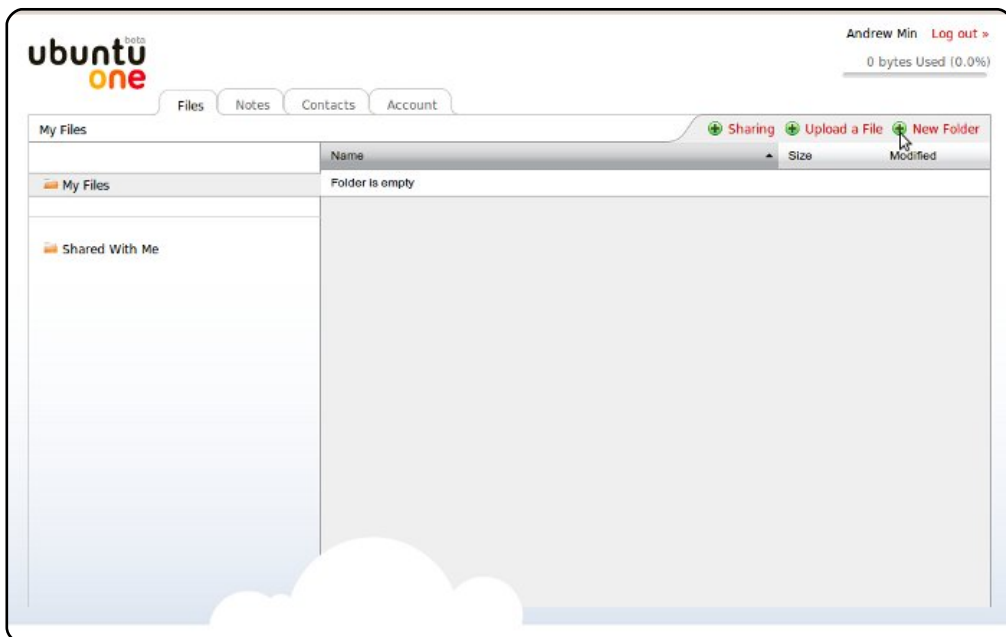 beta
ubuntu
one
Andrew Min Log out »
0 bytes Used (0.0%)
Files Notes Contacts Account
My Files Sharing Upload a File New Folder
Name Size Modified
My Files Folder is empty
Shared With Me